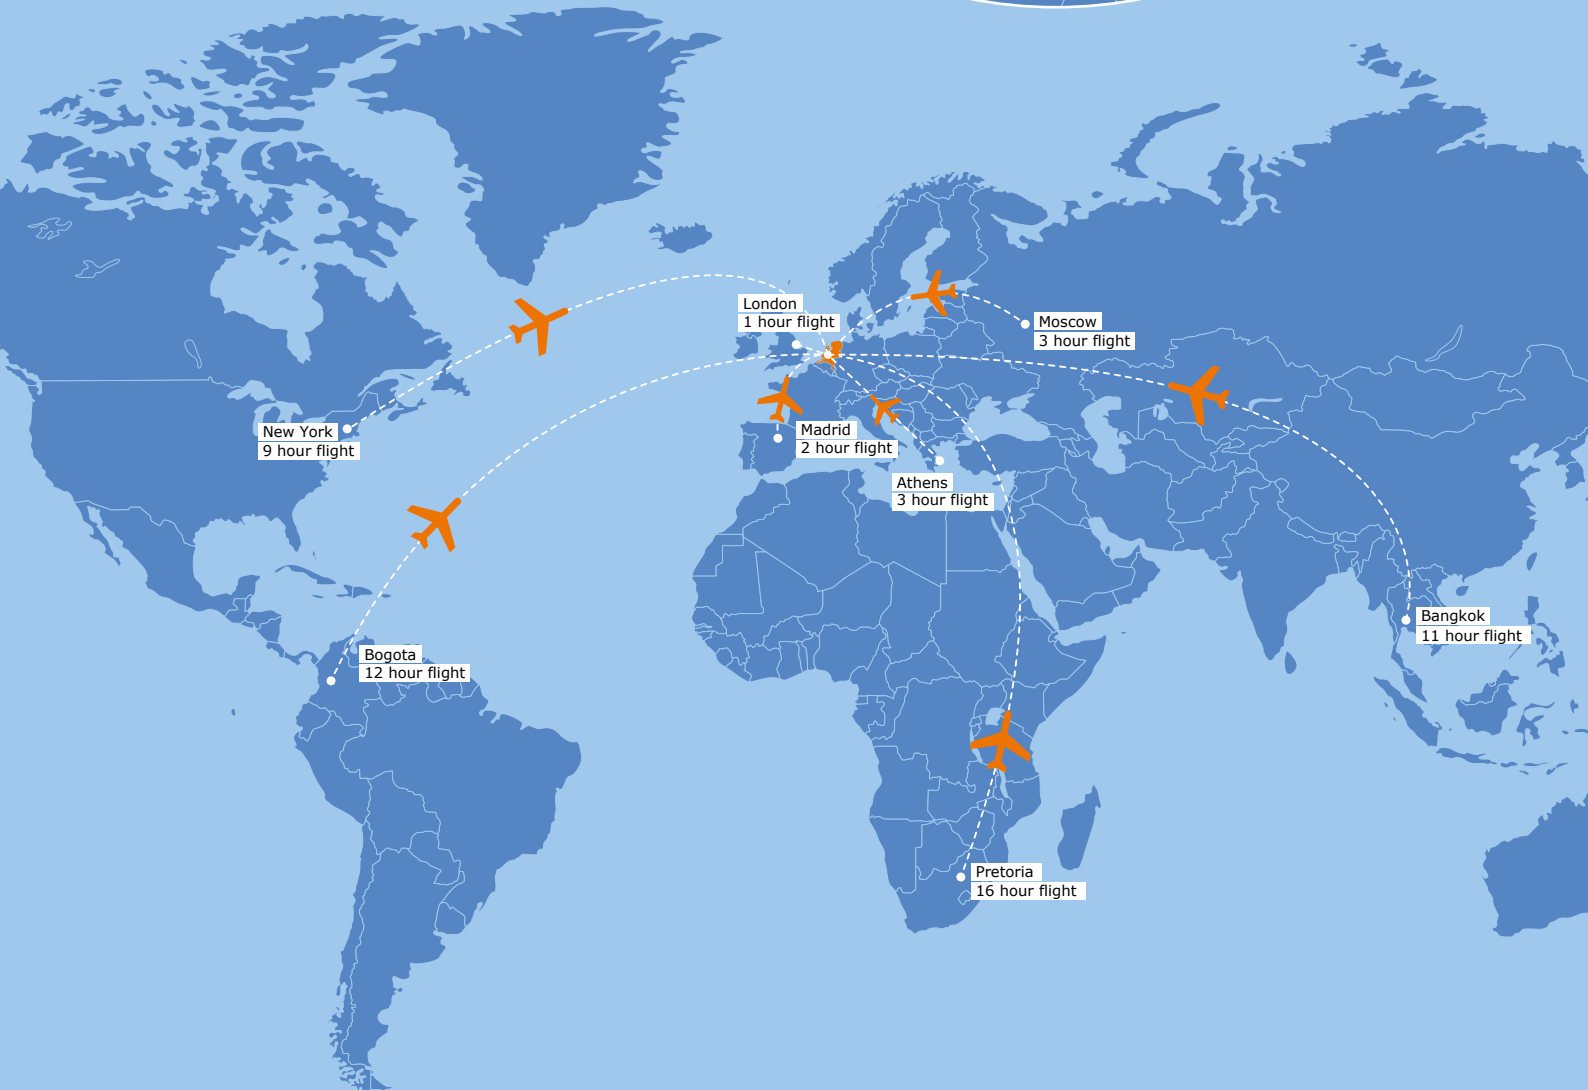 London
1 hour flight
Moscow
3 hour flight
New York
9 hour flight
Madrid
2 hour flight
Athens
3 hour flight
Bangkok
11 hour flight
Bogota
12 hour flight
Pretoria
16 hour flight